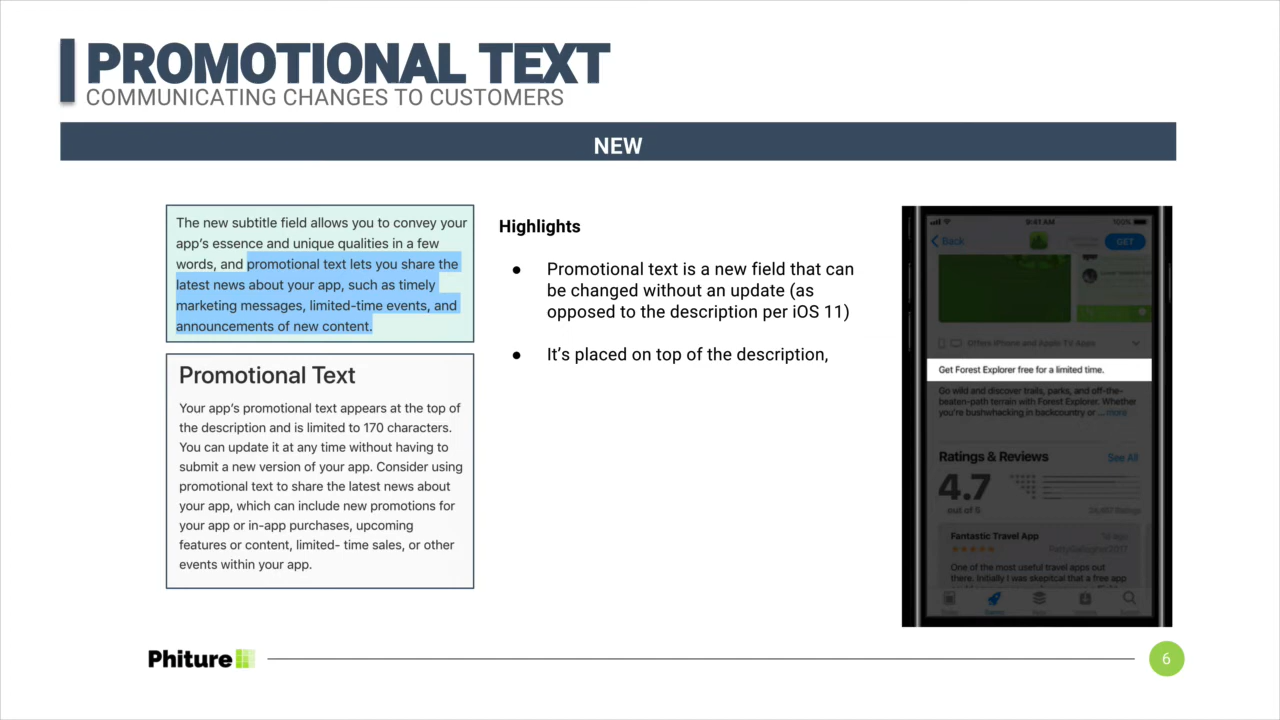 PROMOTIONAL TEXT
COMMUNICATING CHANGES TO CUSTOMERS
NEW
The new subtitle field allows you to convey your
app's essence and unique qualities in a few
words, and promotional text lets you share the
latest news about your app, such as timely
marketing messages, limited-time events, and
announcements of new content.
Promotional Text
Your app's promotional text appears at the top of
the description and is limited to 170 characters.
You can update it at any time without having to
submit a new version of your app. Consider using
promotional text to share the latest news about
your app, which can include new promotions for
your app or in-app purchases, upcoming
features or content, limited- time sales, or other
events within your app.
Highlights
● Promotional text is a new field that can
be changed without an update (as
opposed to the description per iOS 11)
● It's placed on top of the description,
9:41 AM 100%
Back GET
Offers iPhone and Apple TV Apps
Get Forest Explorer free for a limited time.
Go wild and discover trails, parks, and off-the-
beaten-path terrain with Forest Explorer. Whether
you're bushwhacking in backcountry or ... more
Ratings & Reviews See All
4.7
out of 5
Fantastic Travel App
One of the most useful travel apps out
there. Initially I was skepitcal that a free app
Phiture
6